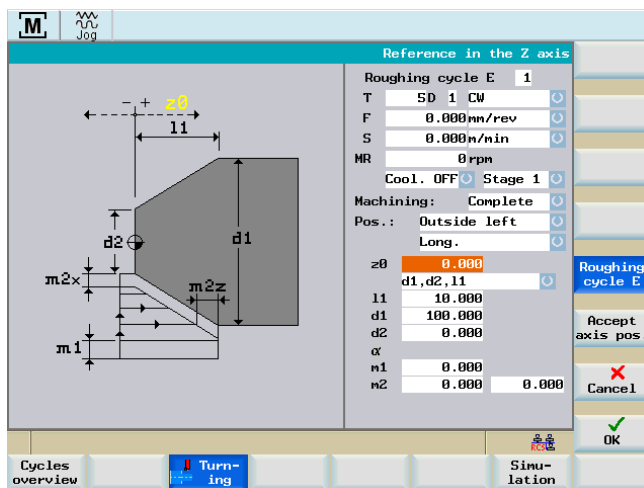 M
Jog
Reference in the Z axis
- + z0
l1
d2
d1
m2x
m2z
m1
Roughing cycle E 1
T 5 D 1 CW
F 0.000 mm/rev
S 0.000 m/min
MR 0 rpm
Cool. OFF Stage 1
Machining: Complete
Pos.: Outside left
Long.
z0 0.000
d1,d2,l1
l1 10.000
d1 100.000
d2 0.000
α
m1 0.000
m2 0.000 0.000
Roughing
cycle E
Accept
axis pos
Cancel
OK
RCS
Cycles
overview
Turn-
ing
Simu-
lation